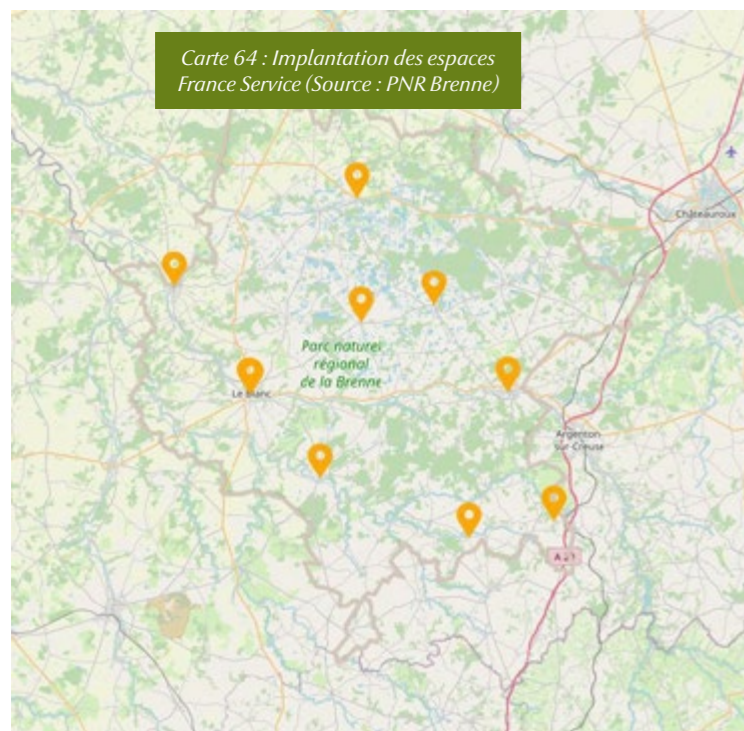 Carte 64 : Implantation des espaces
France Service (Source : PNR Brenne)
Châteauroux
Parc naturel
régional
de la Brenne
Le Blanc
Argenton-
sur-Creuse